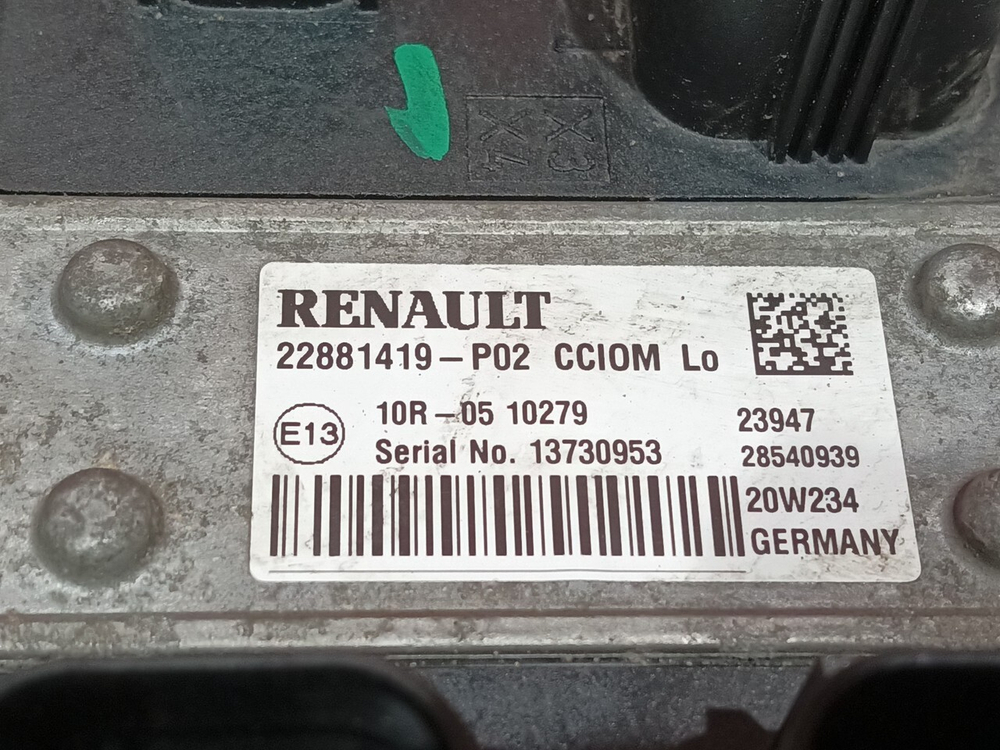 X3
X4
RENAULT
22881419-P02 CCIOM Lo
E13
10R-05 10279
Serial No. 13730953
23947
28540939
20W234
GERMANY